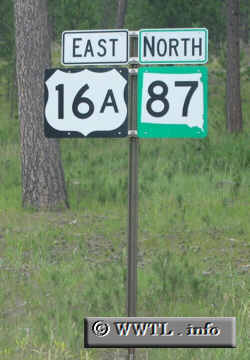 EAST NORTH
16A 87
© WWTL . info